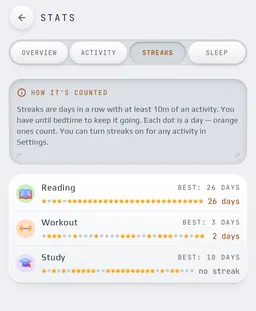 STATS
OVERVIEW
ACTIVITY
STREAKS
SLEEP
HOW IT'S COUNTED
Streaks are days in a row with at least 10m of an activity. You
have until bedtime to keep it going. Each dot is a day — orange
ones count. You can turn streaks on for any activity in
Settings.
Reading BEST: 26 DAYS
26 days
Workout BEST: 3 DAYS
2 days
Study BEST: 10 DAYS
no streak